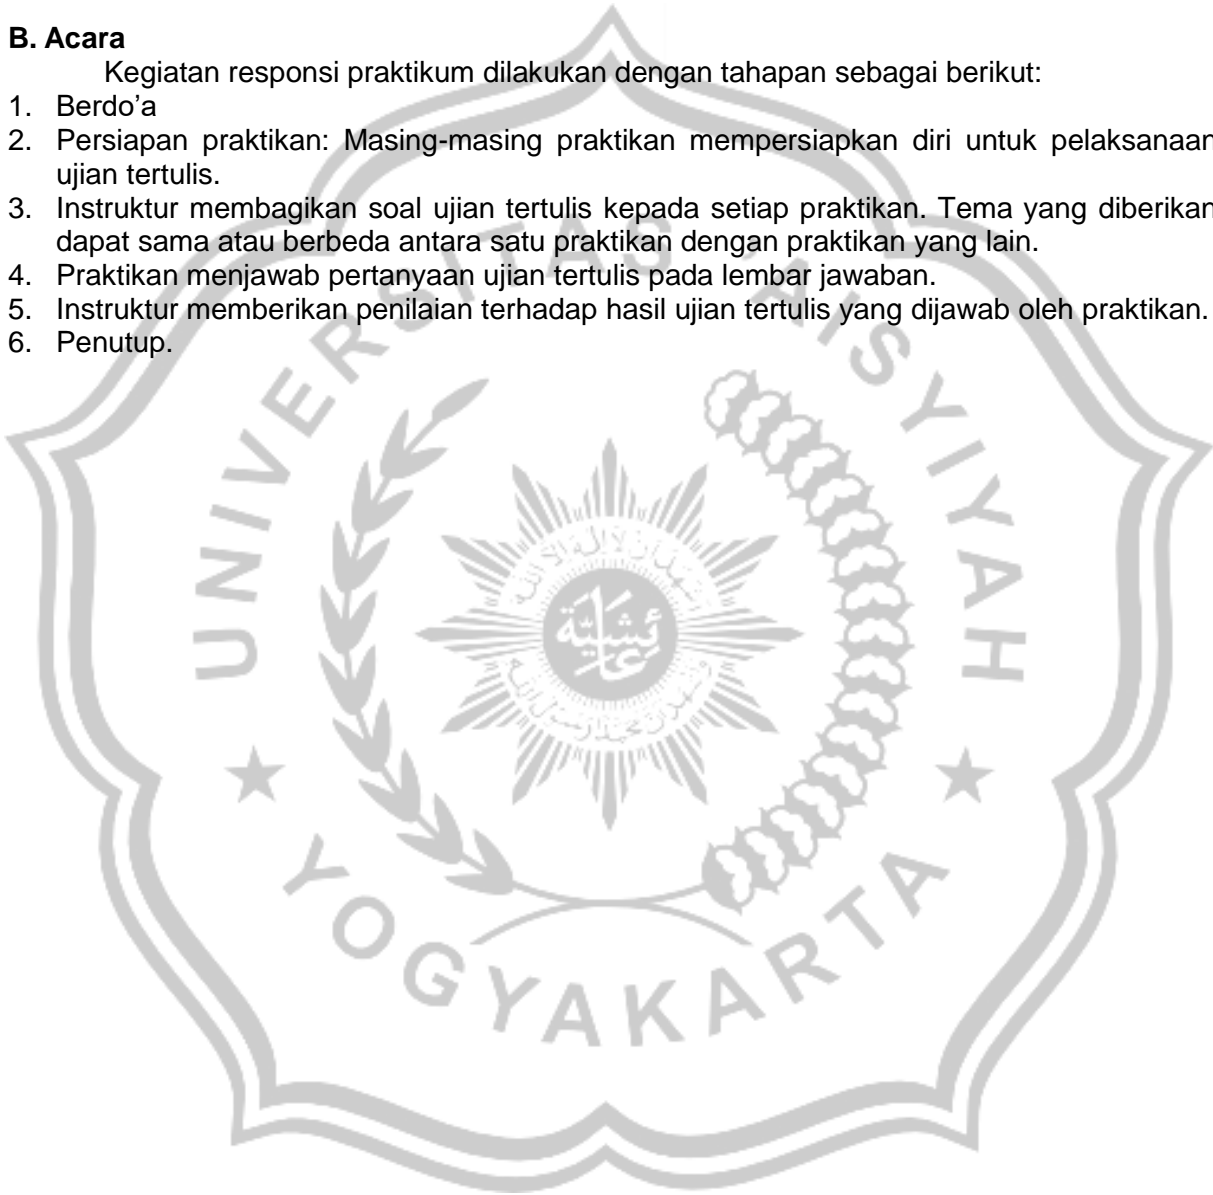 B. Acara
Kegiatan responsi praktikum dilakukan dengan tahapan sebagai berikut:
1. Berdo’a
2. Persiapan praktikan: Masing-masing praktikan mempersiapkan diri untuk pelaksanaan
ujian tertulis.
3. Instruktur membagikan soal ujian tertulis kepada setiap praktikan. Tema yang diberikan
dapat sama atau berbeda antara satu praktikan dengan praktikan yang lain.
4. Praktikan menjawab pertanyaan ujian tertulis pada lembar jawaban.
5. Instruktur memberikan penilaian terhadap hasil ujian tertulis yang dijawab oleh praktikan.
6. Penutup.
UNIVERSITAS ‘AISYIYAH
YOGYAKARTA